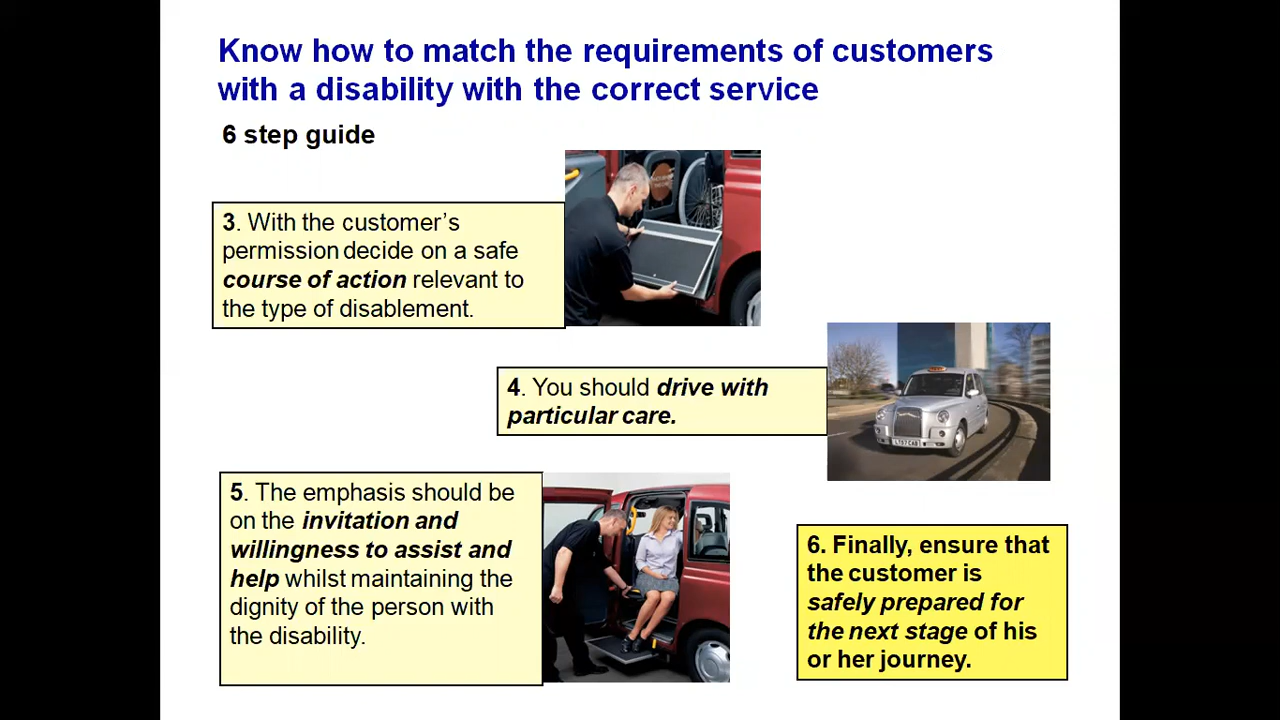 Know how to match the requirements of customers
with a disability with the correct service
6 step guide
3. With the customer's
permission decide on a safe
course of action relevant to
the type of disablement.
4. You should drive with
particular care.
5. The emphasis should be
on the invitation and
willingness to assist and
help whilst maintaining the
dignity of the person with
the disability.
6. Finally, ensure that
the customer is
safely prepared for
the next stage of his
or her journey.